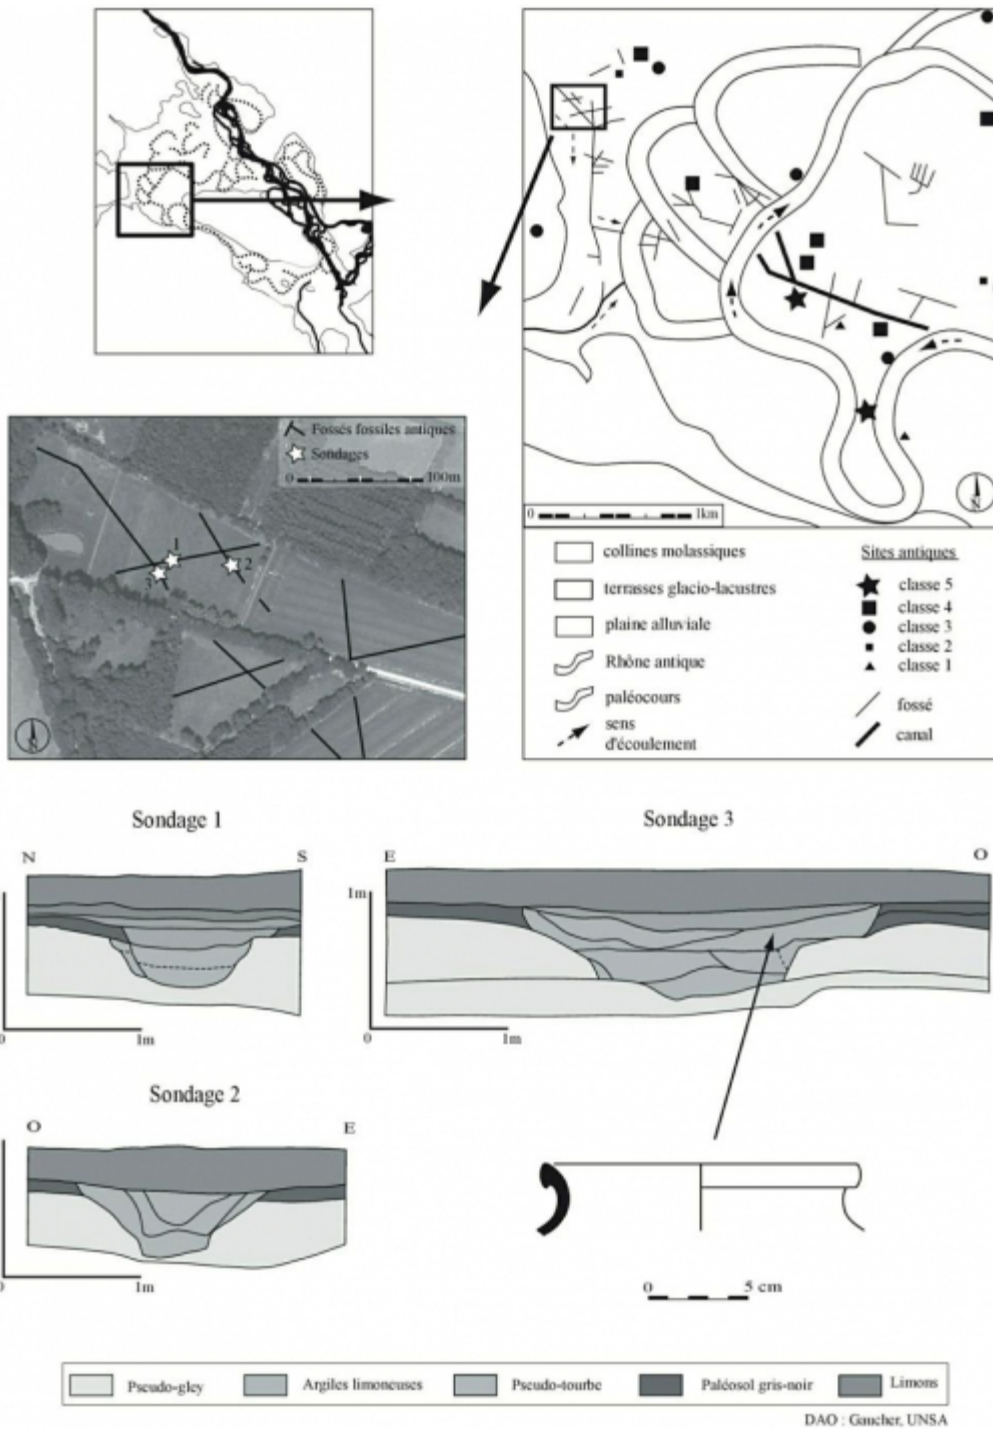 Fossés fossiles antiques
Sondages
0 100m
1
2
3
N
0 1km
N
collines molassiques
terrasses glacio-lacustres
plaine alluviale
Rhône antique
paléocours
sens
d'écoulement
Sites antiques
classe 5
classe 4
classe 3
classe 2
classe 1
fossé
canal
Sondage 1
N S
0 1m
Sondage 3
E O
1m
0 1m
Sondage 2
O E
0 1m
0 5 cm
Pseudo-gley
Argiles limoneuses
Pseudo-tourbe
Paléosol gris-noir
Limons
DAO : Gaucher, UNSA